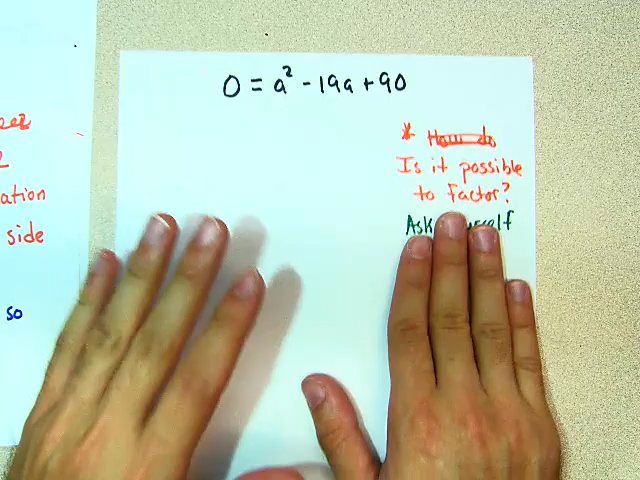 0 = a² - 19a + 90
* How do
Is it possible
to factor?
Ask
ation
side
so